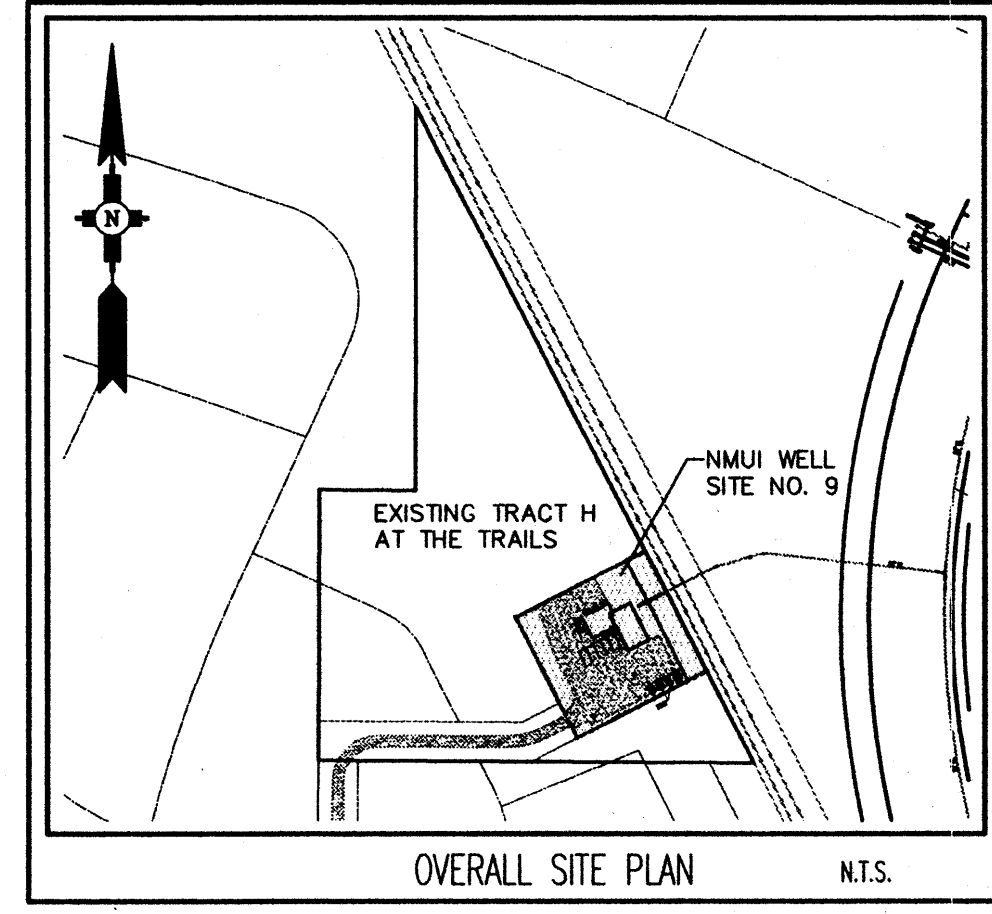 N
NMUI WELL
SITE NO. 9
EXISTING TRACT H
AT THE TRAILS
OVERALL SITE PLAN
N.T.S.